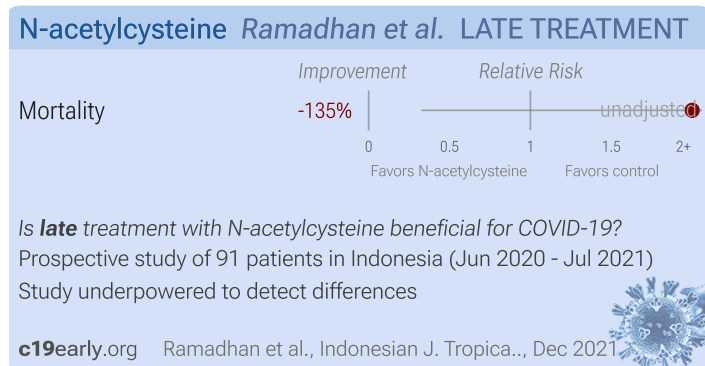 N-acetylcysteine Ramadhan et al. LATE TREATMENT
Improvement Relative Risk
Mortality -135% unadjusted
0 0.5 1 1.5 2+
Favors N-acetylcysteine Favors control
Is late treatment with N-acetylcysteine beneficial for COVID-19?
Prospective study of 91 patients in Indonesia (Jun 2020 - Jul 2021)
Study underpowered to detect differences
c19early.org Ramadhan et al., Indonesian J. Tropica.., Dec 2021